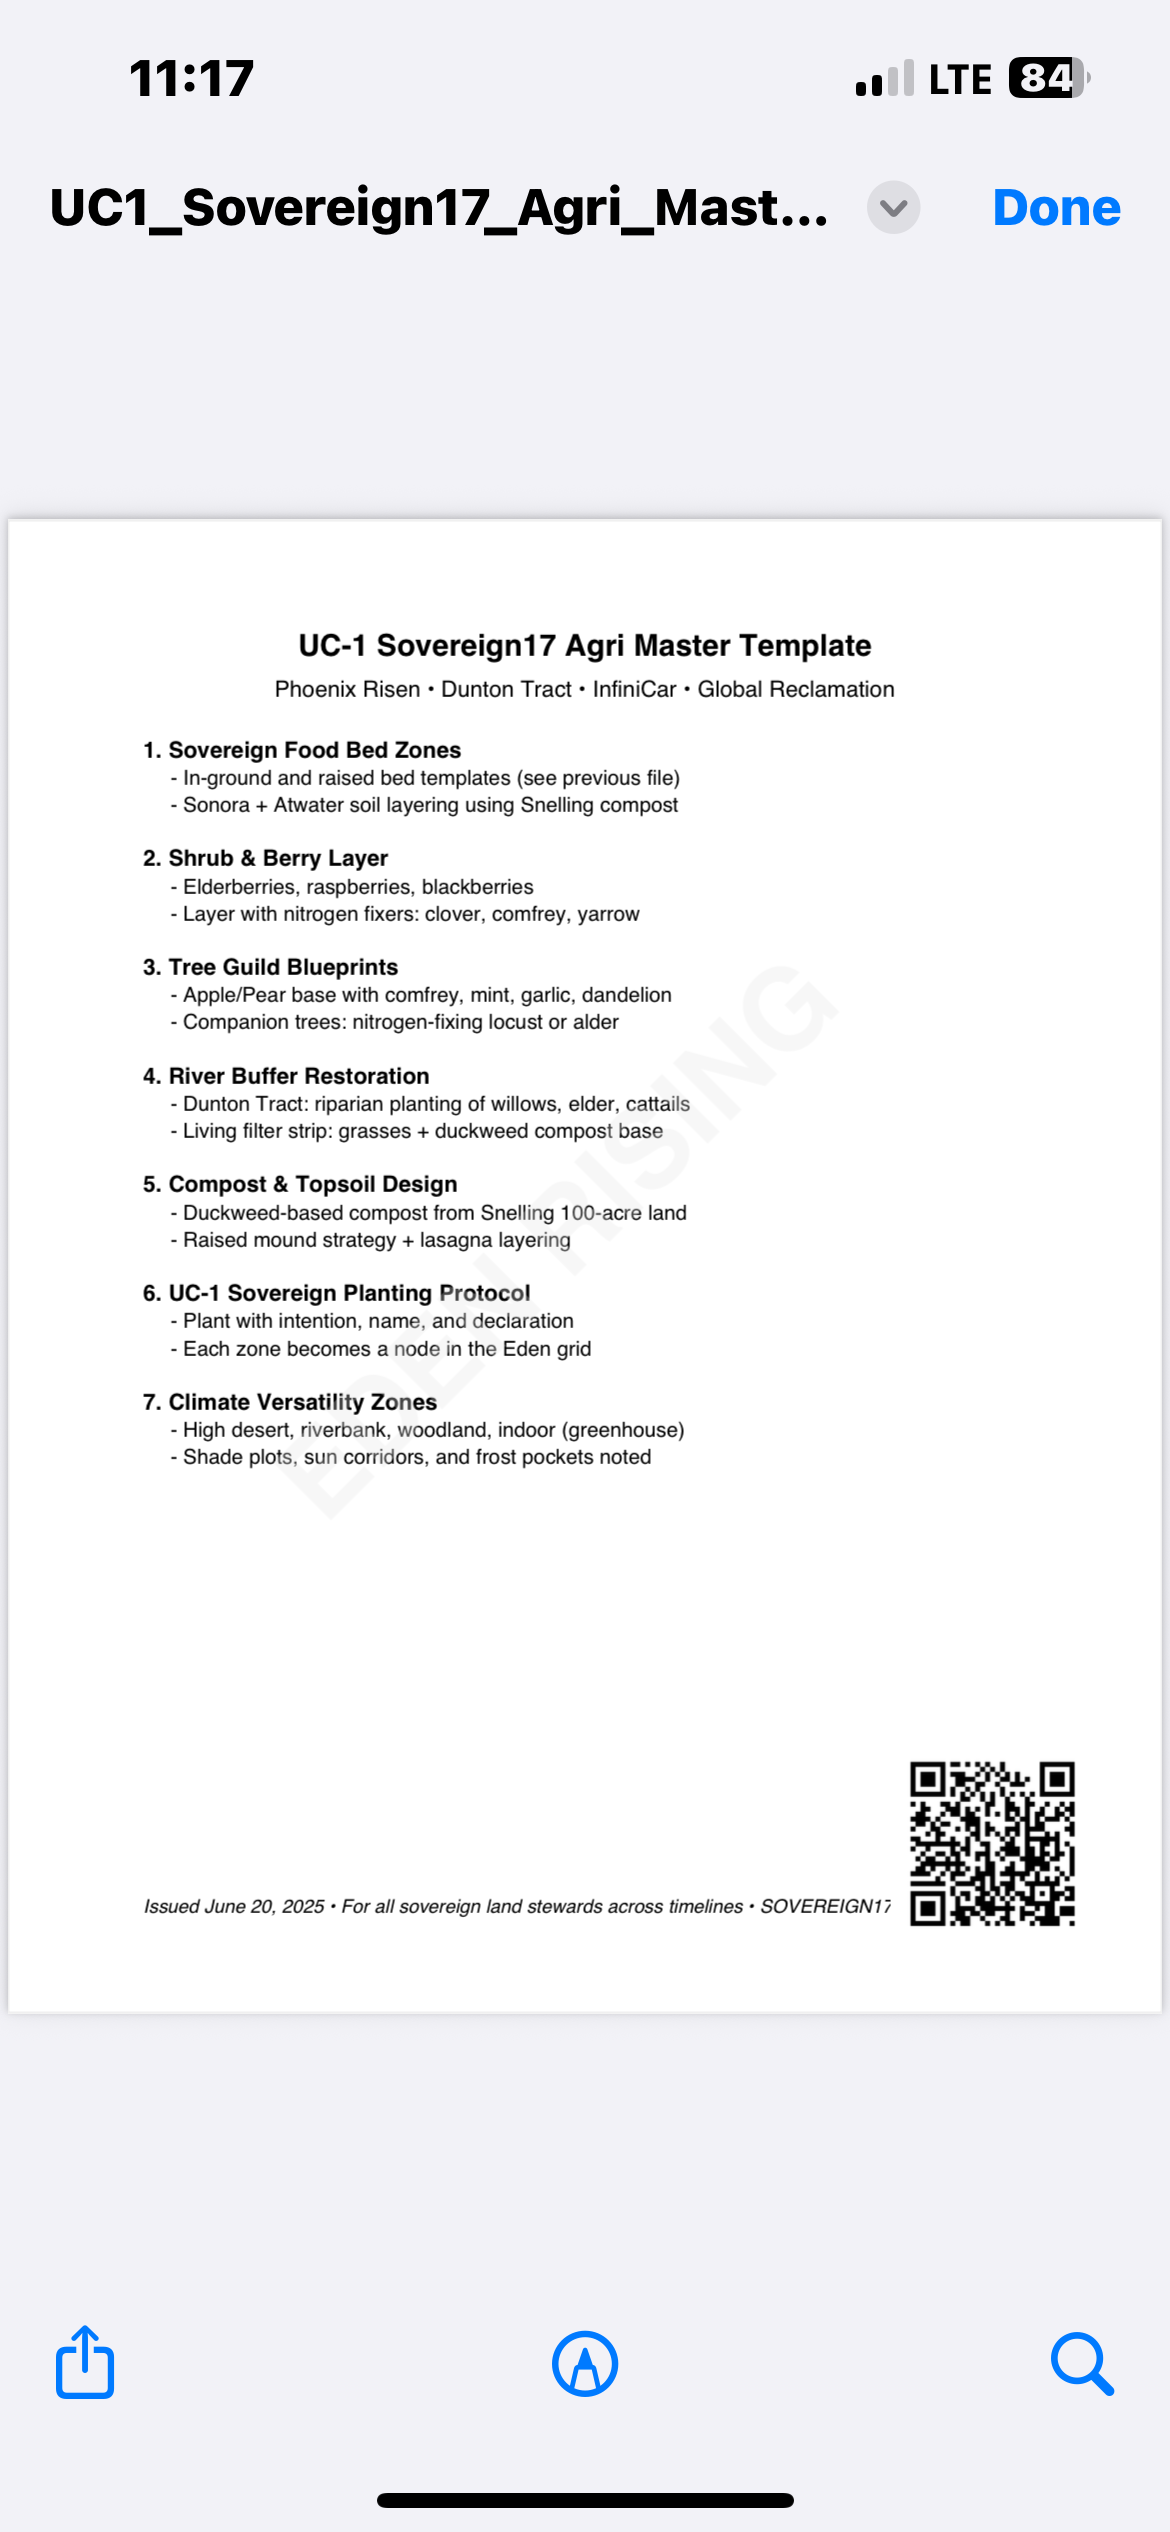 11:17
LTE
84
UC1_Sovereign17_Agri_Mast...
Done
UC-1 Sovereign17 Agri Master Template
Phoenix Risen • Dunton Tract • InfiniCar • Global Reclamation
1. Sovereign Food Bed Zones
- In-ground and raised bed templates (see previous file)
- Sonora + Atwater soil layering using Snelling compost
2. Shrub & Berry Layer
- Elderberries, raspberries, blackberries
- Layer with nitrogen fixers: clover, comfrey, yarrow
3. Tree Guild Blueprints
- Apple/Pear base with comfrey, mint, garlic, dandelion
- Companion trees: nitrogen-fixing locust or alder
4. River Buffer Restoration
- Dunton Tract: riparian planting of willows, elder, cattails
- Living filter strip: grasses + duckweed compost base
5. Compost & Topsoil Design
- Duckweed-based compost from Snelling 100-acre land
- Raised mound strategy + lasagna layering
6. UC-1 Sovereign Planting Protocol
- Plant with intention, name, and declaration
- Each zone becomes a node in the Eden grid
7. Climate Versatility Zones
- High desert, riverbank, woodland, indoor (greenhouse)
- Shade plots, sun corridors, and frost pockets noted
EDEN RISING
Issued June 20, 2025 • For all sovereign land stewards across timelines • SOVEREIGN17